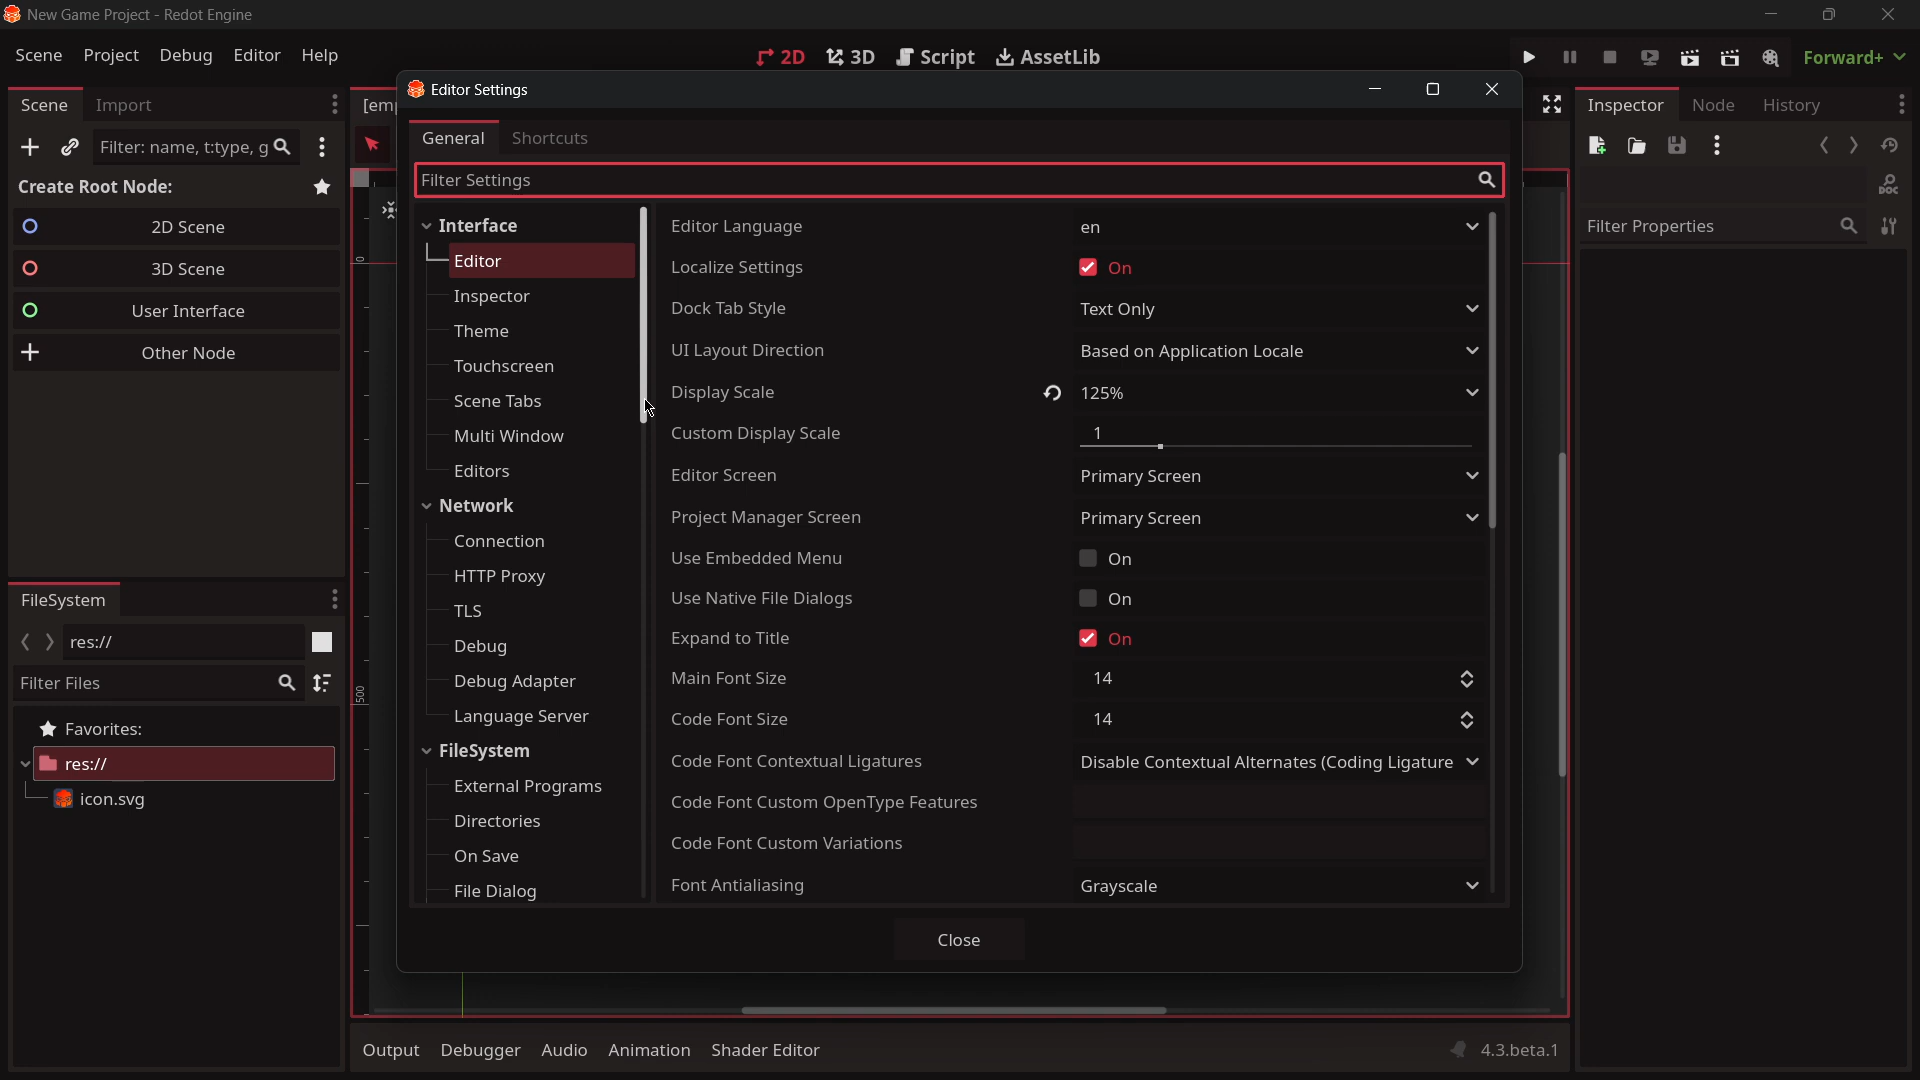 New Game Project - Redot Engine
Scene Project Debug Editor Help
2D 3D Script AssetLib
Forward+
Scene Import
Filter: name, t:type, g
Create Root Node:
2D Scene
3D Scene
User Interface
Other Node
FileSystem
res://
Filter Files
Favorites:
res://
icon.svg
[emp
0
500
Editor Settings
General Shortcuts
Filter Settings
Interface
Editor
Inspector
Theme
Touchscreen
Scene Tabs
Multi Window
Editors
Network
Connection
HTTP Proxy
TLS
Debug
Debug Adapter
Language Server
FileSystem
External Programs
Directories
On Save
File Dialog
Editor Language en
Localize Settings On
Dock Tab Style Text Only
UI Layout Direction Based on Application Locale
Display Scale 125%
Custom Display Scale 1
Editor Screen Primary Screen
Project Manager Screen Primary Screen
Use Embedded Menu On
Use Native File Dialogs On
Expand to Title On
Main Font Size 14
Code Font Size 14
Code Font Contextual Ligatures Disable Contextual Alternates (Coding Ligature
Code Font Custom OpenType Features
Code Font Custom Variations
Font Antialiasing Grayscale
Close
Output Debugger Audio Animation Shader Editor
4.3.beta.1
Inspector Node History
DOC
Filter Properties